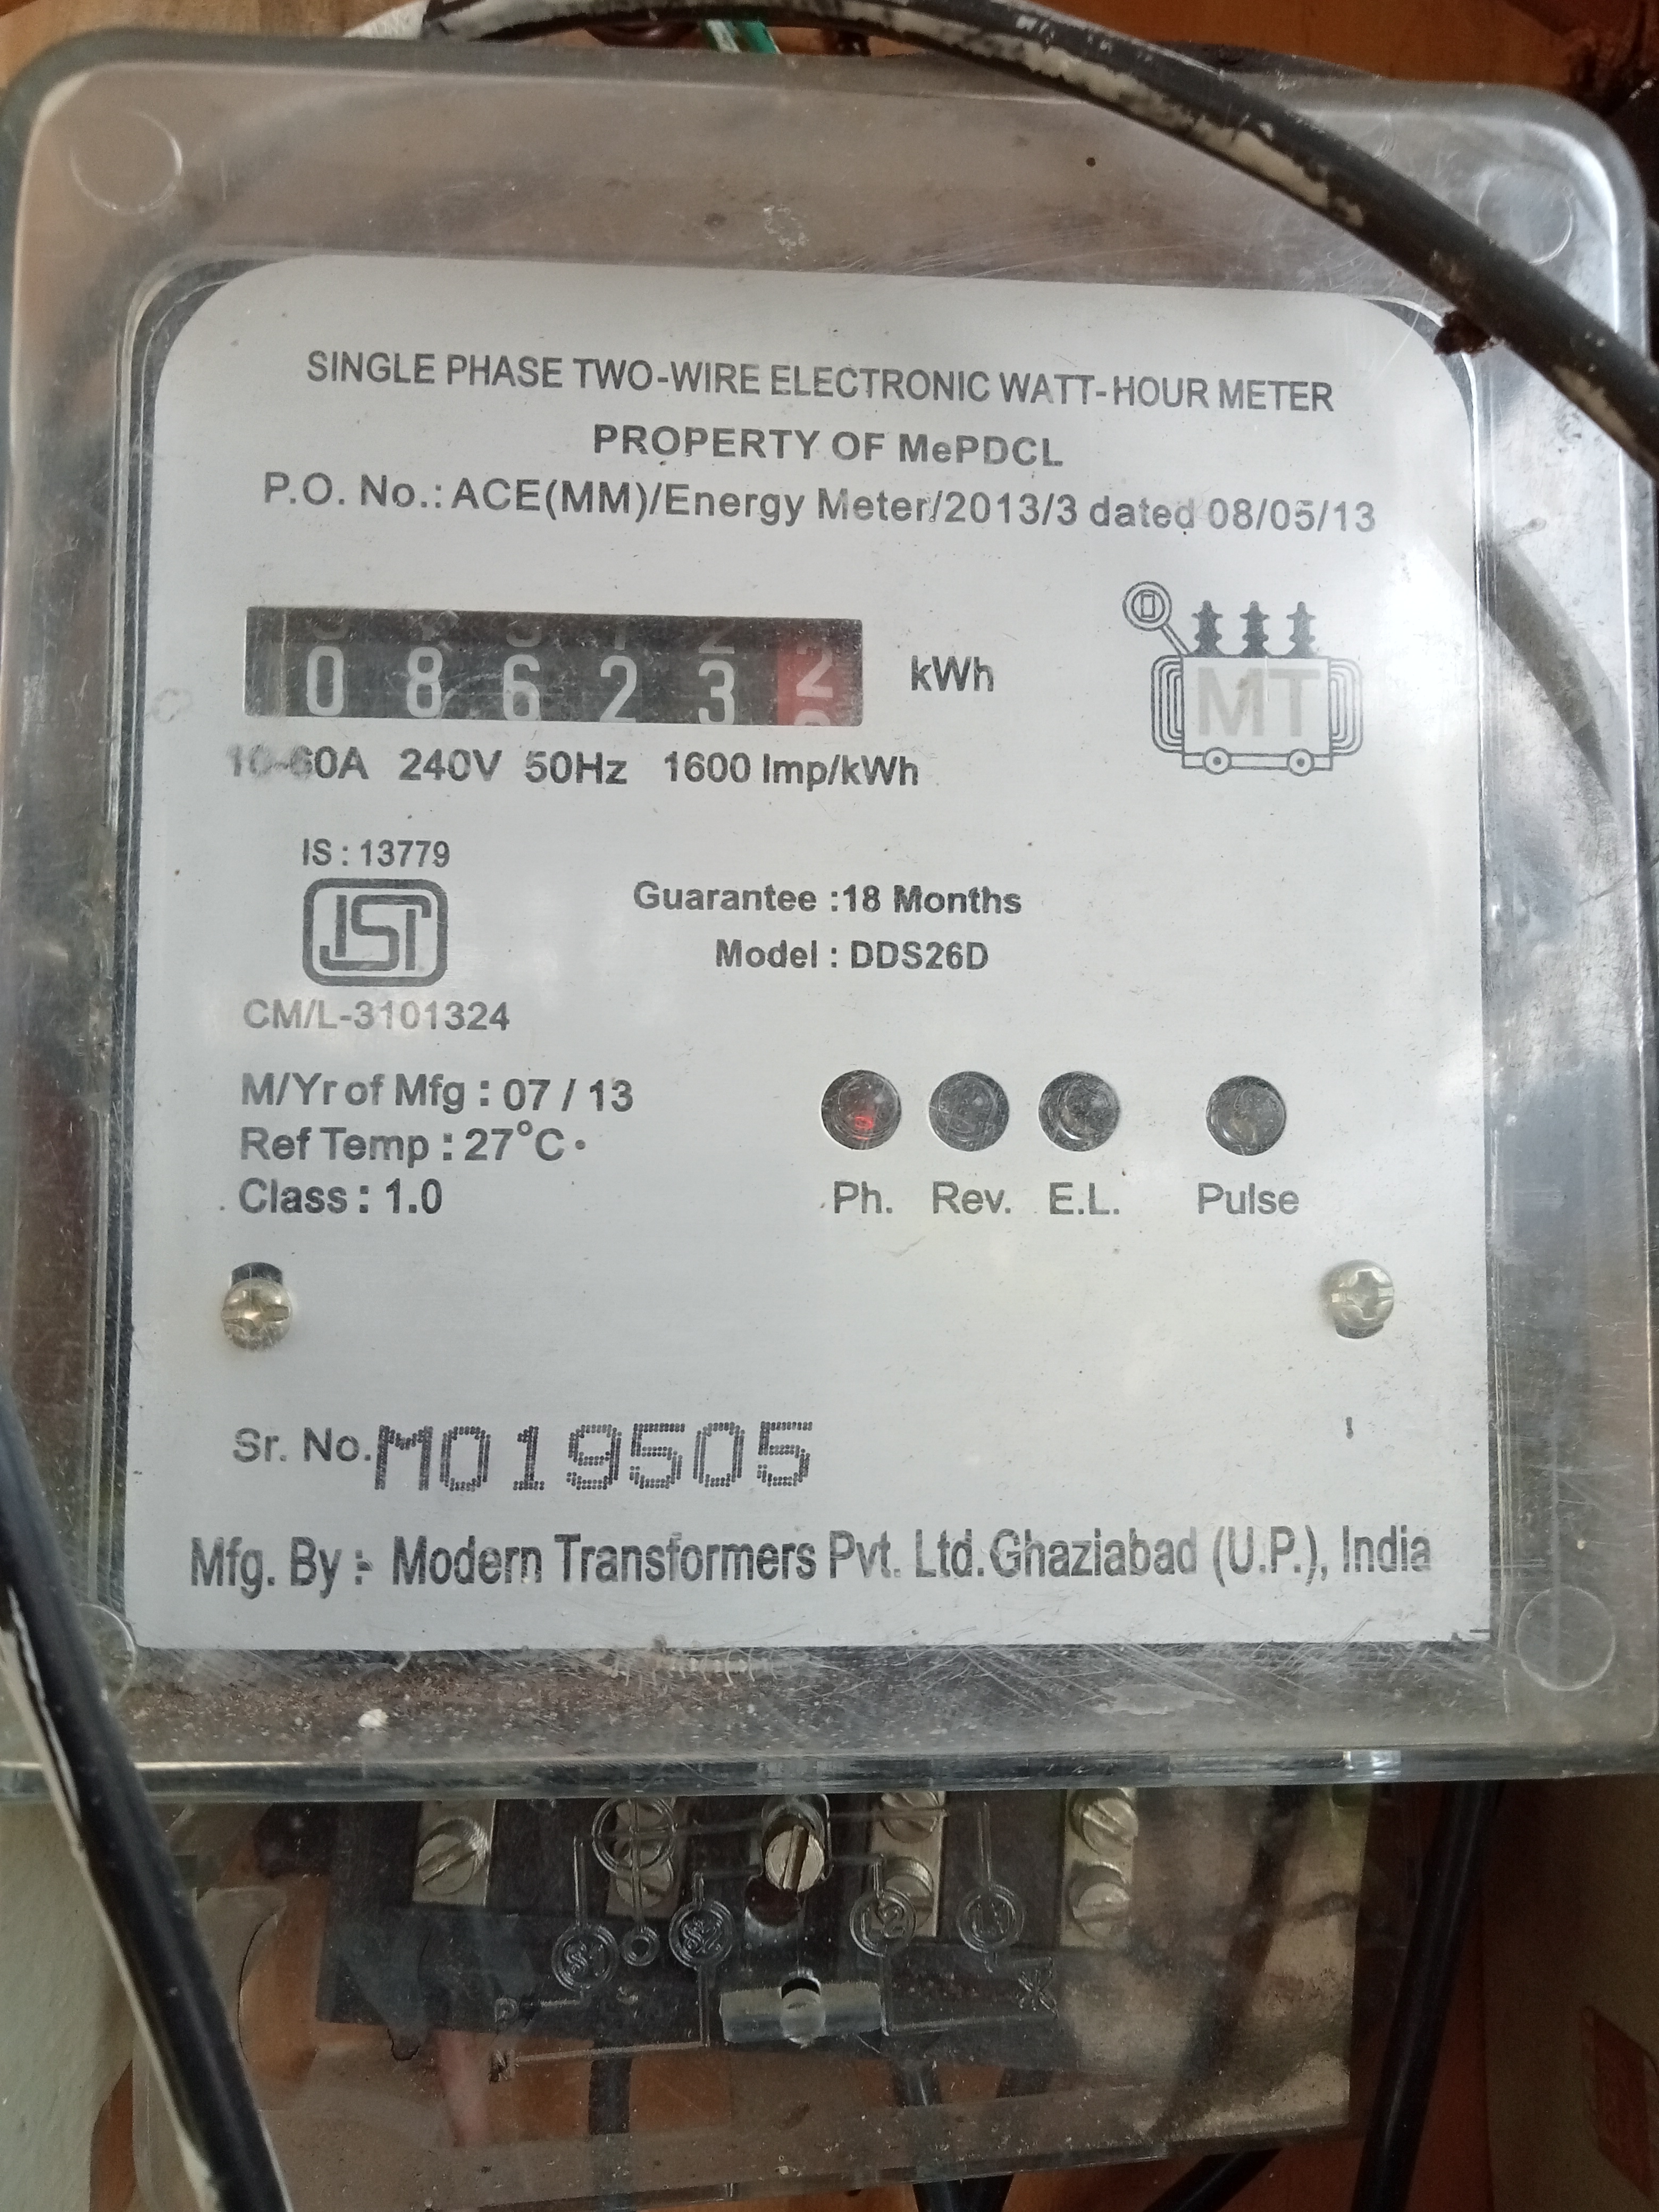 SINGLE PHASE TWO-WIRE ELECTRONIC WATT-HOUR METER
PROPERTY OF MePDCL
P.O. No.: ACE(MM)/Energy Meter/2013/3 dated 08/05/13
0 8 6 2 3 2 kWh
MT
10-60A 240V 50Hz 1600 Imp/kWh
IS : 13779
ISI
CM/L-3101324
Guarantee :18 Months
Model : DDS26D
M/Yr of Mfg : 07 / 13
Ref Temp : 27°C
Class : 1.0
Ph. Rev. E.L. Pulse
Sr. No. M019505
Mfg. By :- Modern Transformers Pvt. Ltd. Ghaziabad (U.P.), India
L2
P
N